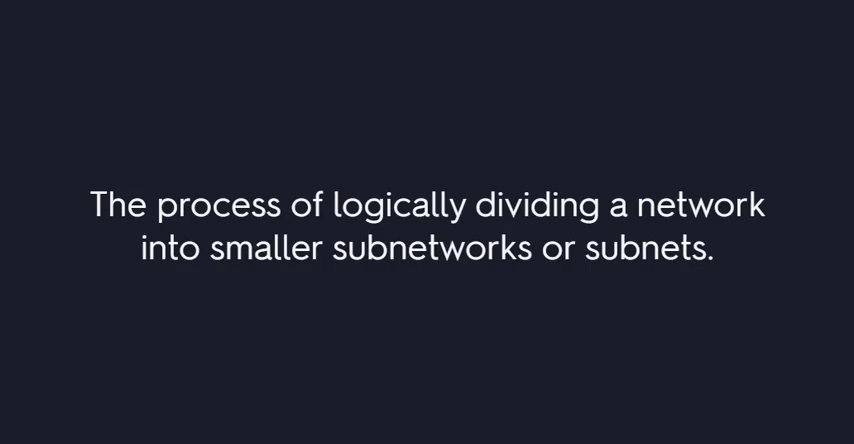 The process of logically dividing a network
into smaller subnetworks or subnets.